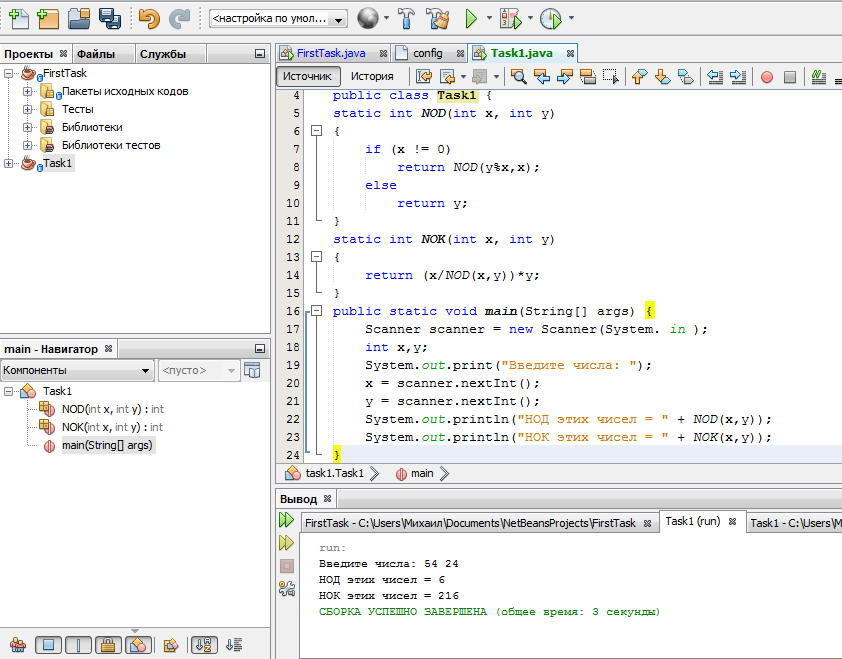 <настройка по умол...
Проекты
Файлы
Службы
FirstTask
Пакеты исходных кодов
Тесты
Библиотеки
Библиотеки тестов
Task1
main - Навигатор
Компоненты
<пусто>
Task1
NOD(int x, int y) : int
NOK(int x, int y) : int
main(String[] args)
FirstTask.java
config
Task1.java
Источник
История
4 public class Task1 {
5 static int NOD(int x, int y)
6 {
7 if (x != 0)
8 return NOD(y%x,x);
9 else
10 return y;
11 }
12 static int NOK(int x, int y)
13 {
14 return (x/NOD(x,y))*y;
15 }
16 public static void main(String[] args) {
17 Scanner scanner = new Scanner(System. in );
18 int x,y;
19 System.out.print("Введите числа: ");
20 x = scanner.nextInt();
21 y = scanner.nextInt();
22 System.out.println("НОД этих чисел = " + NOD(x,y));
23 System.out.println("НОК этих чисел = " + NOK(x,y));
24 }
task1.Task1
main
Вывод
FirstTask - C:\Users\Михаил\Documents\NetBeansProjects\FirstTask
Task1 (run)
Task1 - C:\Users\М
run:
Введите числа: 54 24
НОД этих чисел = 6
НОК этих чисел = 216
СБОРКА УСПЕШНО ЗАВЕРШЕНА (общее время: 3 секунды)